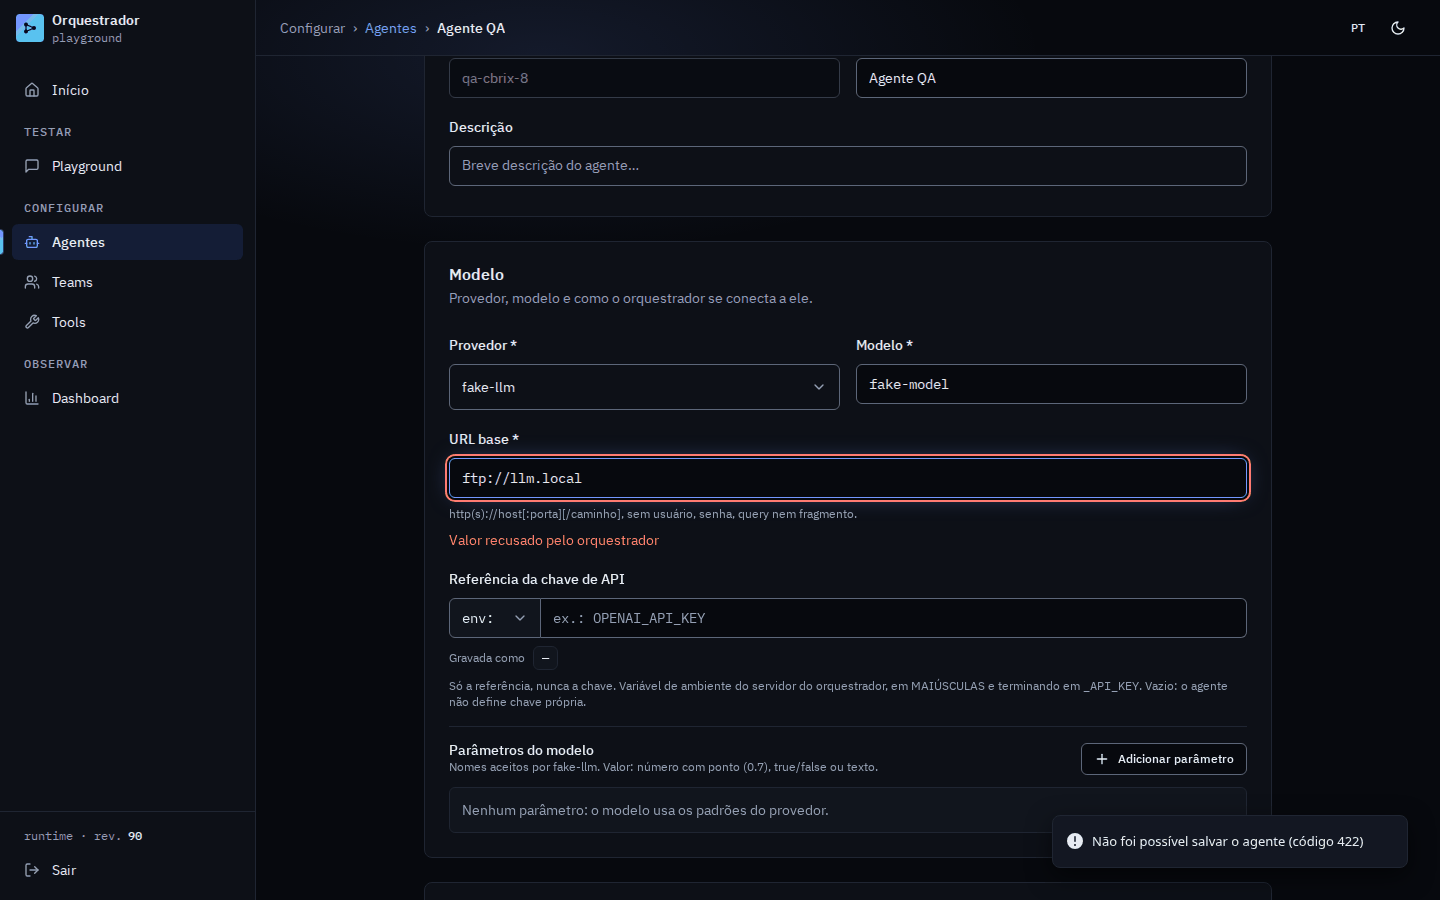 Orquestrador
playground
Início
TESTAR
Playground
CONFIGURAR
Agentes
Teams
Tools
OBSERVAR
Dashboard
runtime · rev. 90
Sair
Configurar › Agentes › Agente QA
PT
qa-cbrix-8
Agente QA
Descrição
Breve descrição do agente...
Modelo
Provedor, modelo e como o orquestrador se conecta a ele.
Provedor *
Modelo *
fake-llm
fake-model
URL base *
ftp://llm.local
http(s)://host[:porta][/caminho], sem usuário, senha, query nem fragmento.
Valor recusado pelo orquestrador
Referência da chave de API
env:
ex.: OPENAI_API_KEY
Gravada como —
Só a referência, nunca a chave. Variável de ambiente do servidor do orquestrador, em MAIÚSCULAS e terminando em _API_KEY. Vazio: o agente
não define chave própria.
Parâmetros do modelo
Nomes aceitos por fake-llm. Valor: número com ponto (0.7), true/false ou texto.
Adicionar parâmetro
Nenhum parâmetro: o modelo usa os padrões do provedor.
Não foi possível salvar o agente (código 422)